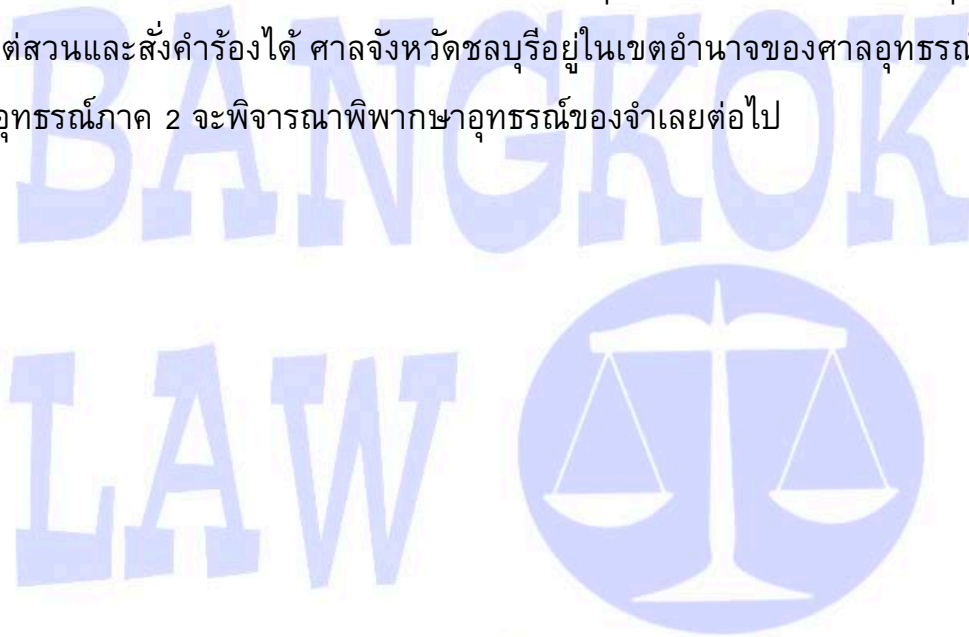 ต่สวนและสั่งคำร้องได้ ศาลจังหวัดชลบุรีอยู่ในเขตอำนาจของศาลอุทธรณ์
อุทธรณ์ภาค 2 จะพิจารณาพิพากษาอุทธรณ์ของจำเลยต่อไป
BANGKOK
LAW